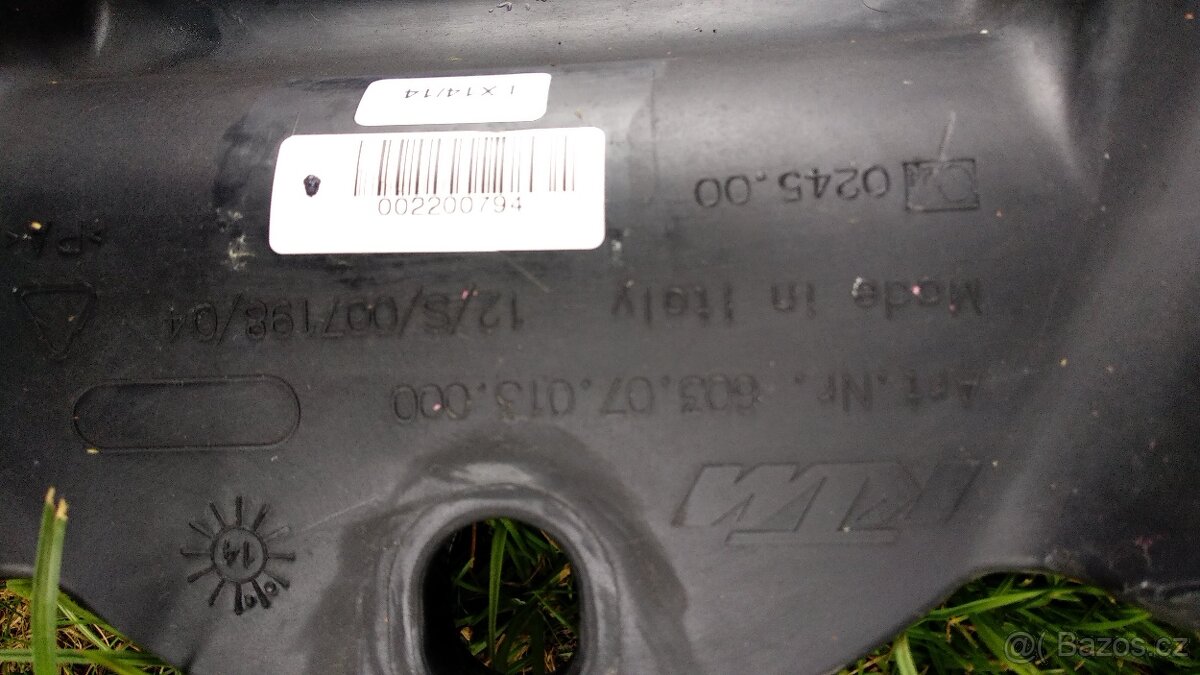 I X14/14
002200794
0245.00
Made in Italy
12/S/007198/04
>PA
Art.Nr. 603.07.013.000
KTM
14
@( Bazos.cz